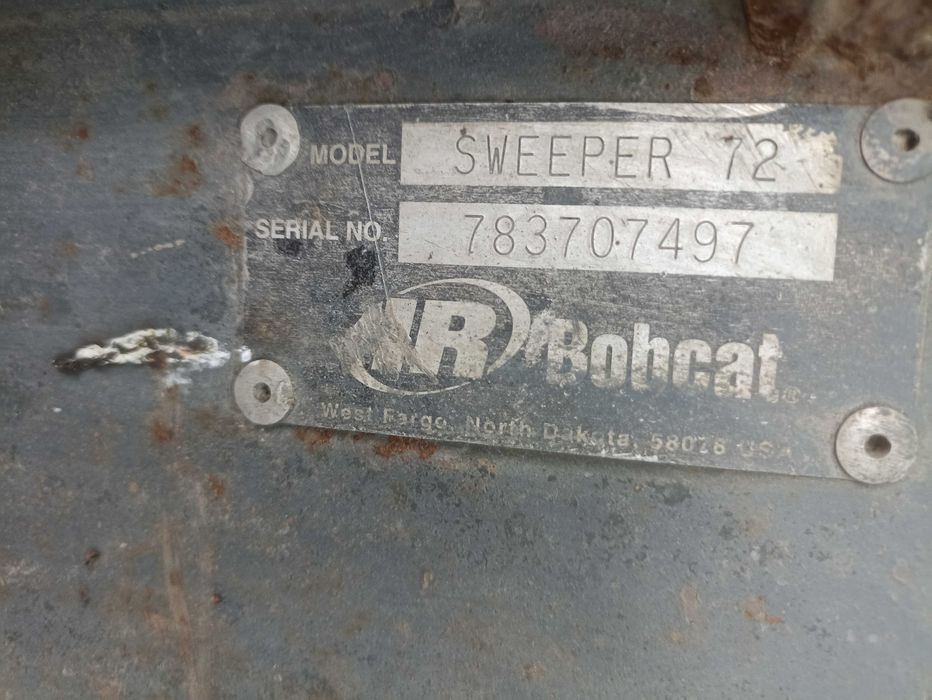 MODEL SWEEPER 72
SERIAL NO. 783707497
IR Bobcat®
West Fargo, North Dakota, 58078 USA